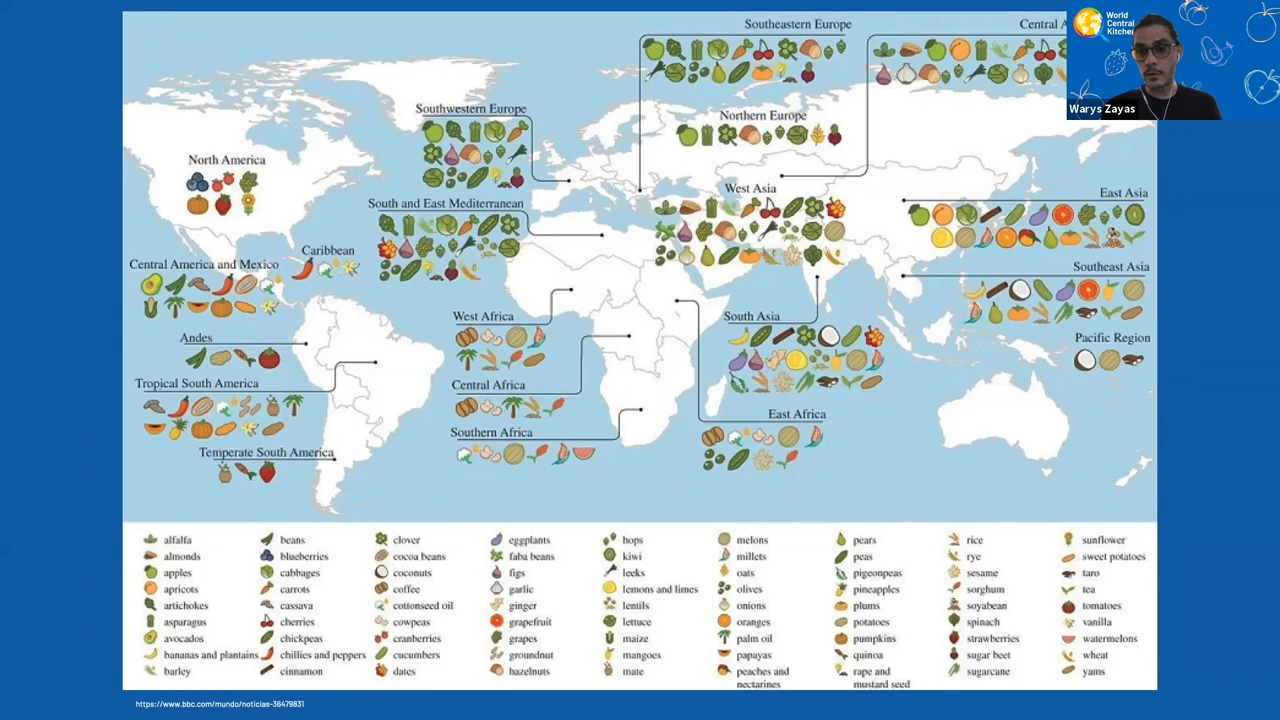 Southeastern Europe
Central A
World
Central
Kitchen
Warys Zayas
Southwestern Europe
Northern Europe
North America
West Asia
East Asia
South and East Mediterranean
Caribbean
Central America and Mexico
Southeast Asia
West Africa
South Asia
Andes
Pacific Region
Tropical South America
Central Africa
East Africa
Southern Africa
Temperate South America
alfalfa
almonds
apples
apricots
artichokes
asparagus
avocados
bananas and plantains
barley
beans
blueberries
cabbages
carrots
cassava
cherries
chickpeas
chillies and peppers
cinnamon
clover
cocoa beans
coconuts
coffee
cottonseed oil
cowpeas
cranberries
cucumbers
dates
eggplants
faba beans
figs
garlic
ginger
grapefruit
grapes
groundnut
hazelnuts
hops
kiwi
leeks
lemons and limes
lentils
lettuce
maize
mangoes
mate
melons
millets
oats
olives
onions
oranges
palm oil
papayas
peaches and
nectarines
pears
peas
pigeonpeas
pineapples
plums
potatoes
pumpkins
quinoa
rape and
mustard seed
rice
rye
sesame
sorghum
soyabean
spinach
strawberries
sugar beet
sugarcane
sunflower
sweet potatoes
taro
tea
tomatoes
vanilla
watermelons
wheat
yams
https://www.bbc.com/mundo/noticias-36479831